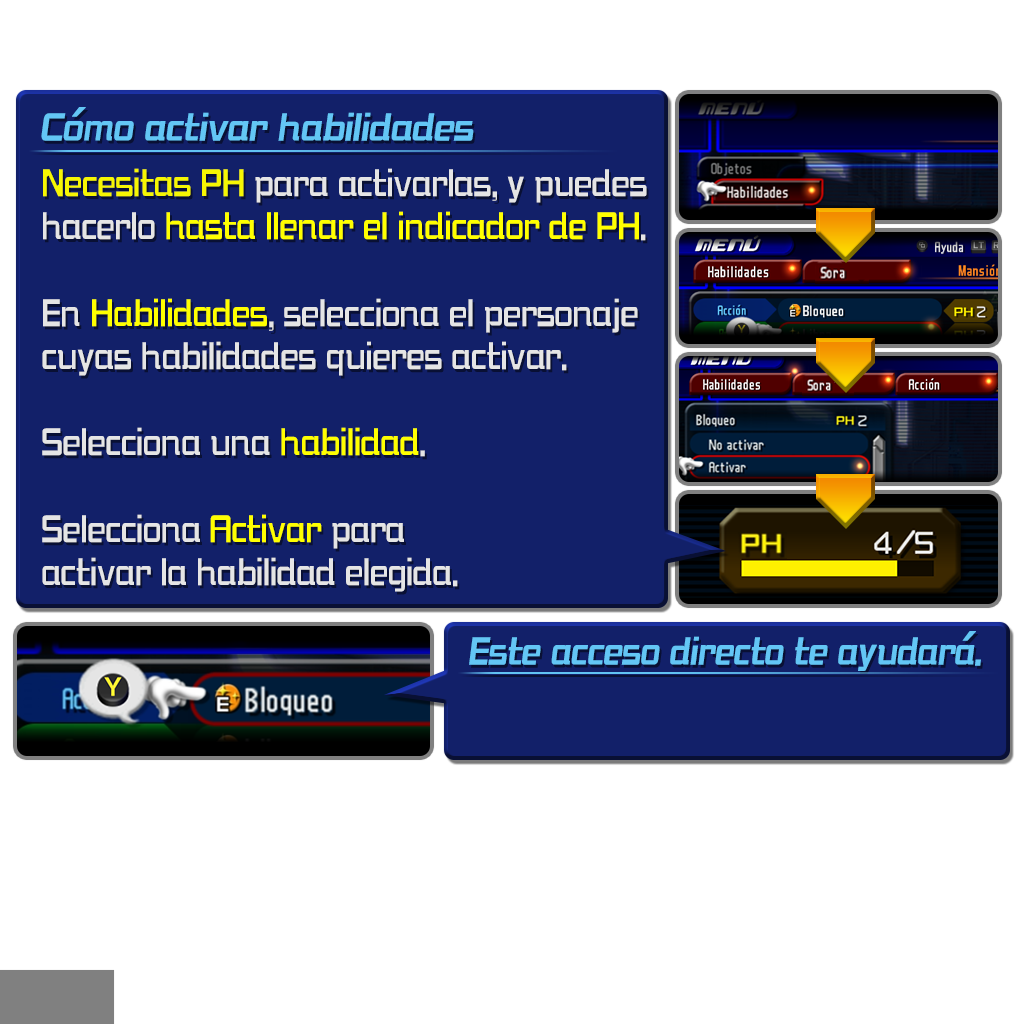 Cómo activar habilidades
Necesitas PH para activarlas, y puedes
hacerlo hasta llenar el indicador de PH.
En Habilidades, selecciona el personaje
cuyas habilidades quieres activar.
Selecciona una habilidad.
Selecciona Activar para
activar la habilidad elegida.
MENÚ
Objetos
Habilidades
MENÚ
Ayuda LT
Habilidades Sora
Acción Bloqueo PH 2
Y
MENÚ
Habilidades Sora Acción
Bloqueo PH 2
No activar
Activar
PH 4/5
Y E Bloqueo
Este acceso directo te ayudará.